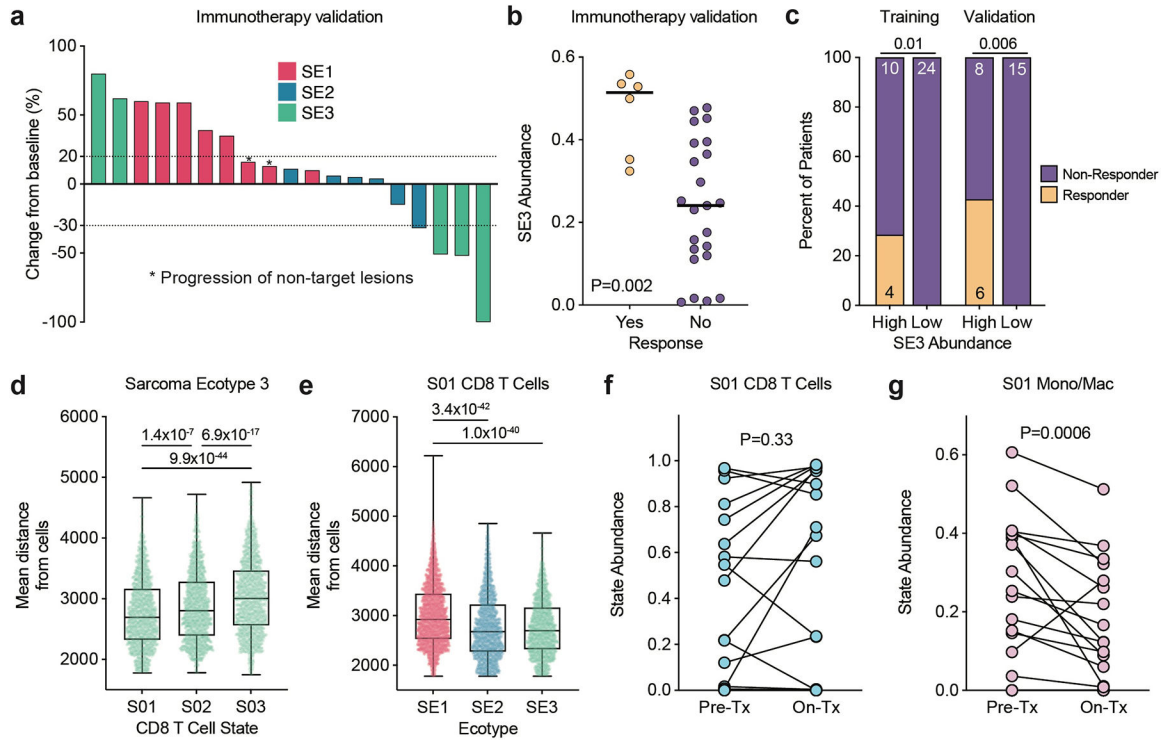 a
Immunotherapy validation
Change from baseline (%)
100
50
20
0
-30
-50
-100
SE1
SE2
SE3
* *
* Progression of non-target lesions
b
Immunotherapy validation
SE3 Abundance
0.6
0.4
0.2
0.0
P=0.002
Yes No
Response
c
Training Validation
0.01 0.006
Percent of Patients
100
80
60
40
20
0
10 24 8 15
4 6
High Low High Low
SE3 Abundance
Non-Responder
Responder
d
Sarcoma Ecotype 3
Mean distance
from cells
6000
5000
4000
3000
2000
1.4x10⁻⁷ 6.9x10⁻¹⁷
9.9x10⁻⁴⁴
S01 S02 S03
CD8 T Cell State
e
S01 CD8 T Cells
Mean distance
from cells
7000
6000
5000
4000
3000
2000
3.4x10⁻⁴²
1.0x10⁻⁴⁰
SE1 SE2 SE3
Ecotype
f
S01 CD8 T Cells
P=0.33
State Abundance
1.0
0.8
0.6
0.4
0.2
0.0
Pre-Tx On-Tx
g
S01 Mono/Mac
P=0.0006
State Abundance
0.6
0.4
0.2
0.0
Pre-Tx On-Tx